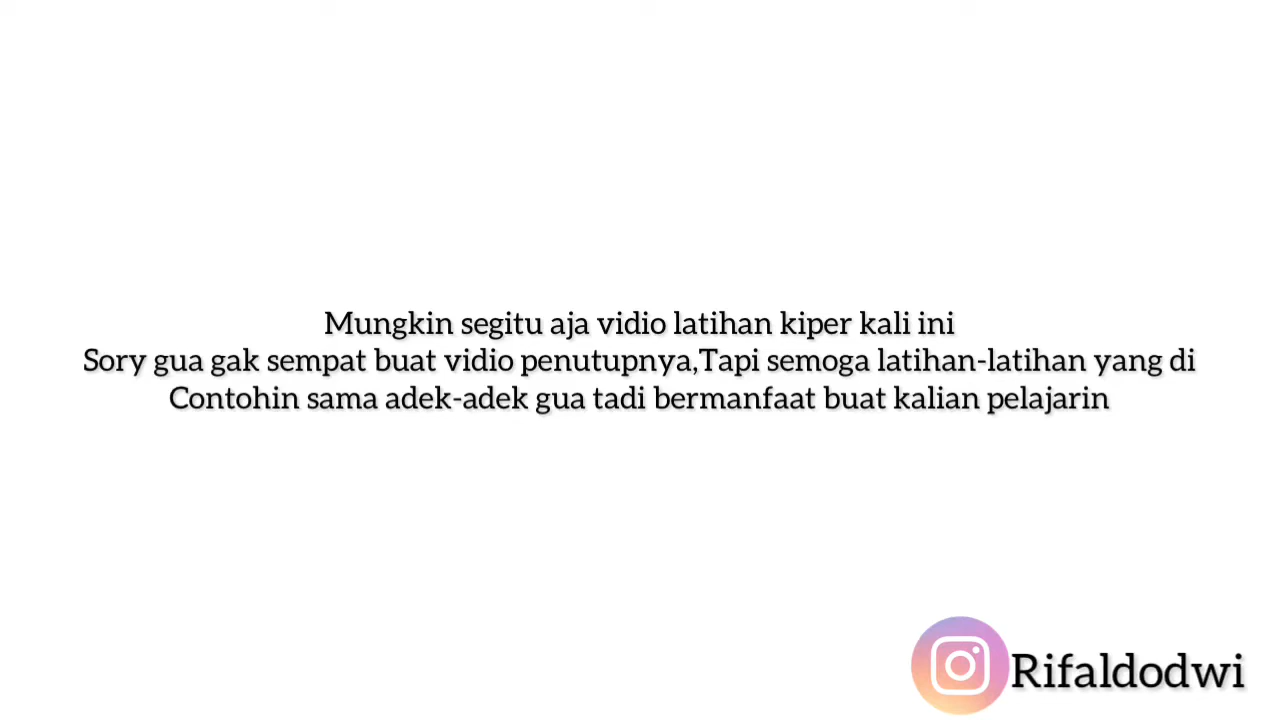 Mungkin segitu aja vidio latihan kiper kali ini
Sory gua gak sempat buat vidio penutupnya,Tapi semoga latihan-latihan yang di
Contohin sama adek-adek gua tadi bermanfaat buat kalian pelajarin
Rifaldodwi